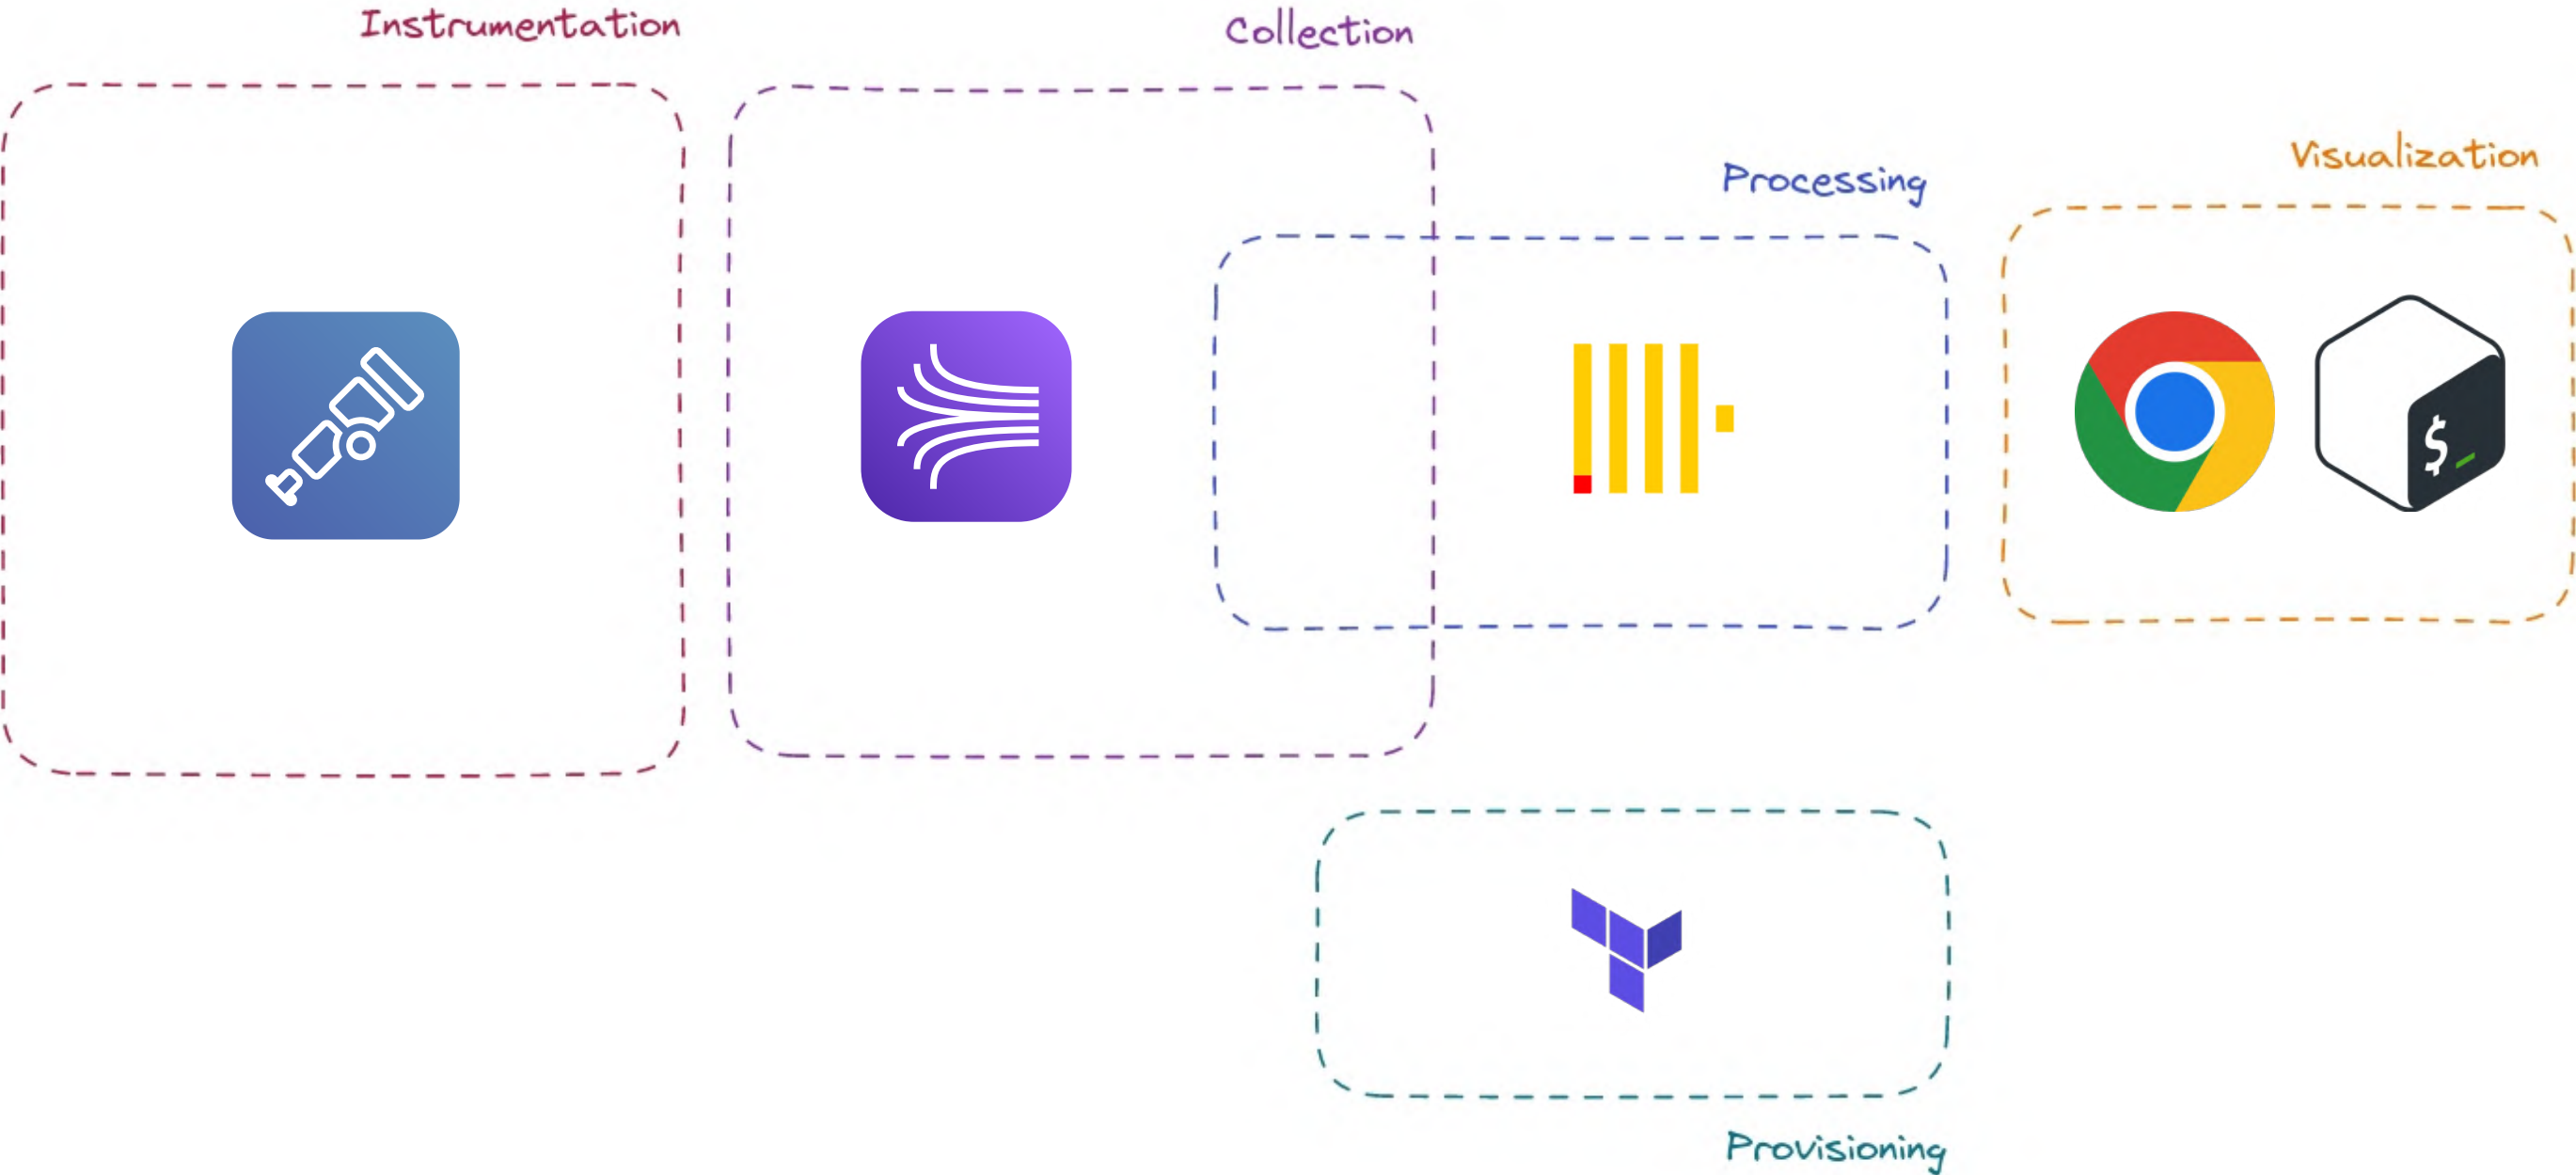 Instrumentation
Collection
Processing
Visualization
$_
Provisioning